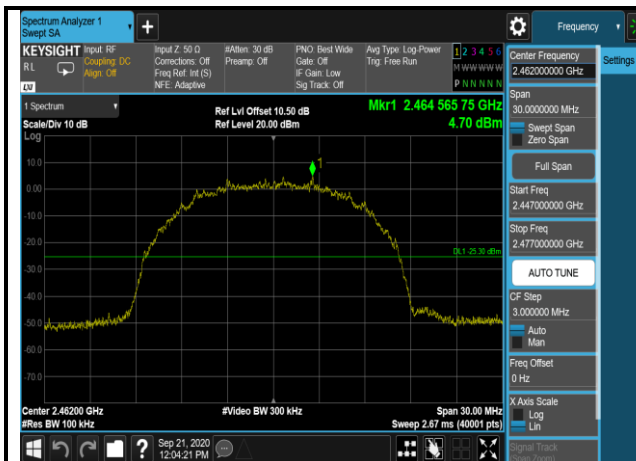 Spectrum Analyzer 1
Swept SA
Frequency
KEYSIGHT
RL
LXI
Input: RF
Coupling: DC
Align: Off
Input Z: 50 Ω
Corrections: Off
Freq Ref: Int (S)
NFE: Adaptive
#Atten: 30 dB
Preamp: Off
PNO: Best Wide
Gate: Off
IF Gain: Low
Sig Track: Off
Avg Type: Log-Power
Trig: Free Run
1 2 3 4 5 6
M W W W W W
P N N N N N
1 Spectrum
Scale/Div 10 dB
Log
Ref Lvl Offset 10.50 dB
Ref Level 20.00 dBm
Mkr1 2.464 565 75 GHz
4.70 dBm
10.0
0.00
-10.0
-20.0
-30.0
-40.0
-50.0
-60.0
-70.0
1
DL1 -25.30 dBm
Center 2.46200 GHz
#Res BW 100 kHz
#Video BW 300 kHz
Span 30.00 MHz
Sweep 2.67 ms (40001 pts)
Sep 21, 2020
12:04:21 PM
Center Frequency
2.462000000 GHz
Settings
Span
30.0000000 MHz
Swept Span
Zero Span
Full Span
Start Freq
2.447000000 GHz
Stop Freq
2.477000000 GHz
AUTO TUNE
CF Step
3.000000 MHz
Auto
Man
Freq Offset
0 Hz
X Axis Scale
Log
Lin
Signal Track
(Span Zoom)